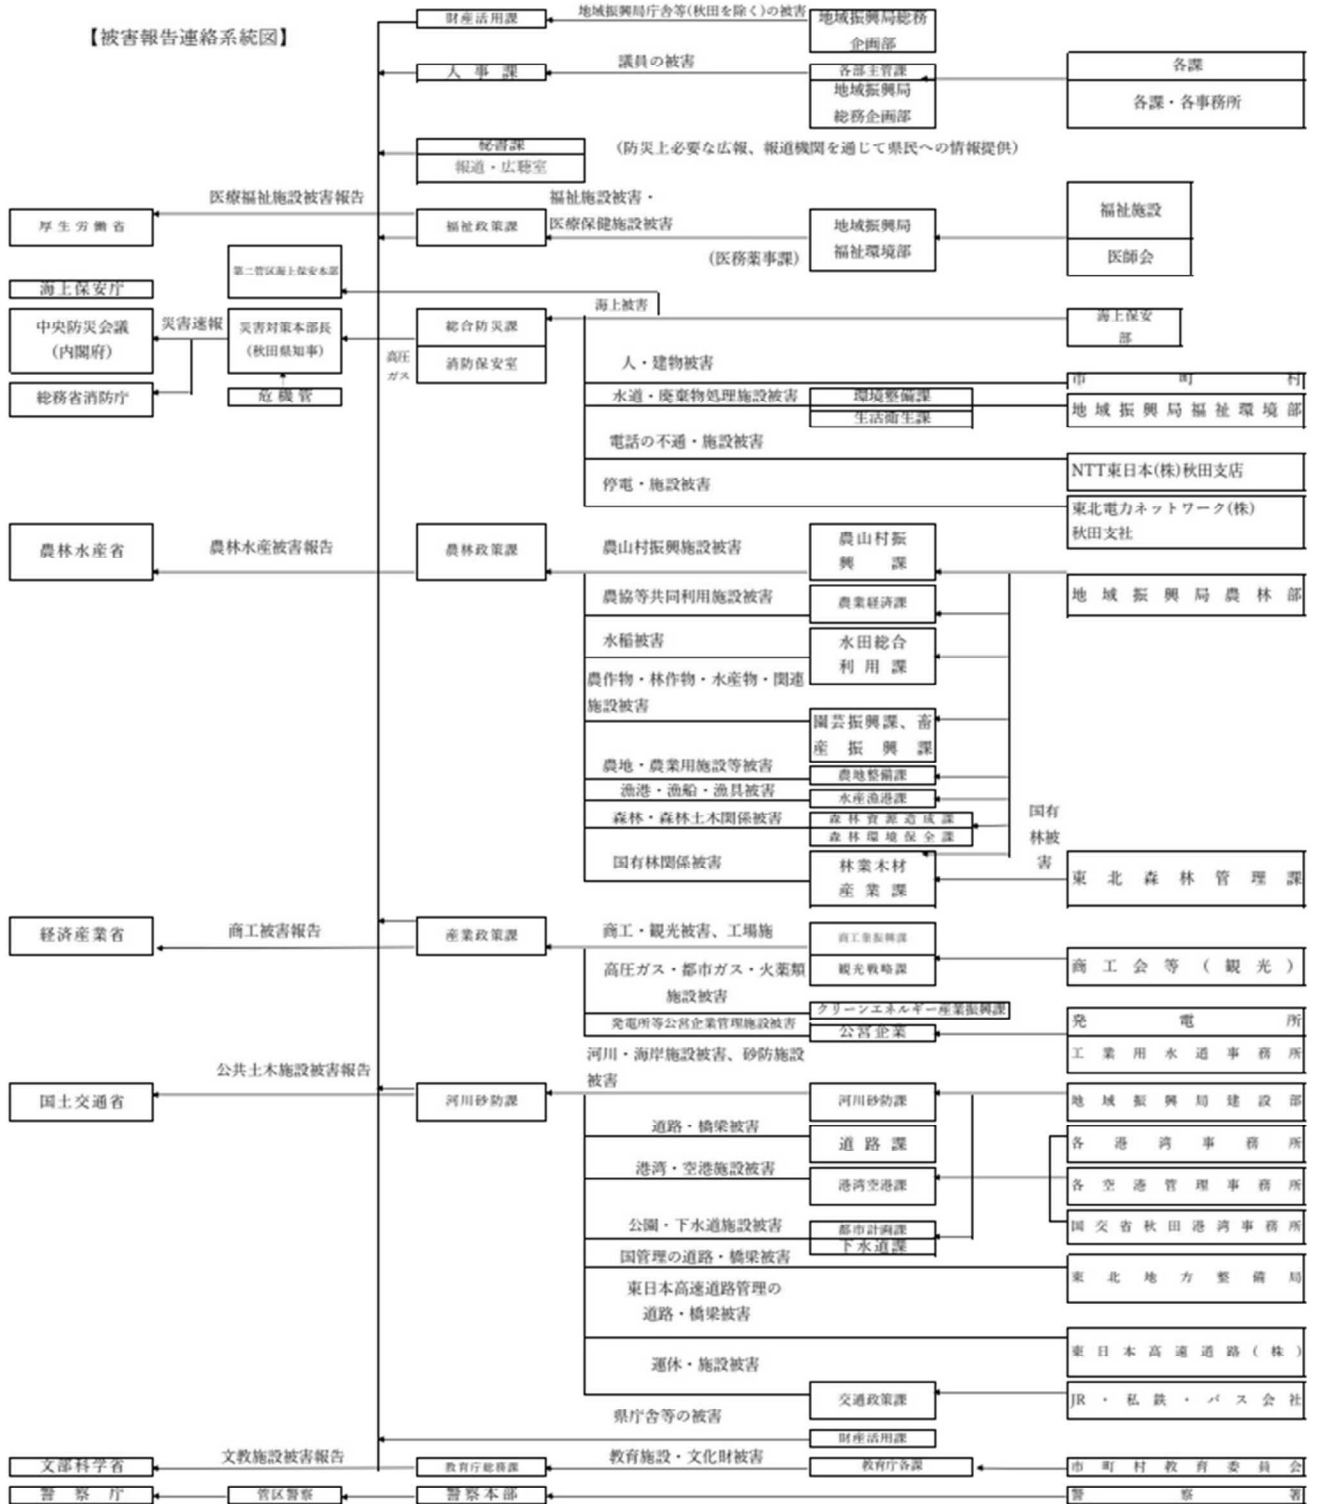 【被害報告連絡系統図】
財産活用課
地域振興局庁舎等(秋田を除く)の被害
地域振興局総務
企画部
人事課
議員の被害
各部主管課
地域振興局
総務企画部
各課
各課・各事務所
秘書課
報道・広聴室
(防災上必要な広報、報道機関を通じて県民への情報提供)
厚生労働省
医療福祉施設被害報告
福祉政策課
福祉施設被害・
医療保健施設被害
(医務薬事課)
地域振興局
福祉環境部
福祉施設
医師会
第二管区海上保安本部
海上保安庁
海上被害
海上保安
部
中央防災会議
(内閣府)
災害速報
災害対策本部長
(秋田県知事)
高圧
ガス
総合防災課
消防保安室
総務省消防庁
危機管
人・建物被害
市町村
水道・廃棄物処理施設被害
環境整備課
生活衛生課
地域振興局福祉環境部
電話の不通・施設被害
NTT東日本(株)秋田支店
停電・施設被害
東北電力ネットワーク(株)
秋田支社
農林水産省
農林水産被害報告
農林政策課
農山村振興施設被害
農山村振
興課
地域振興局農林部
農協等共同利用施設被害
農業経済課
水稲被害
水田総合
利用課
農作物・林作物・水産物・関連
施設被害
園芸振興課、畜
産振興課
農地・農業用施設等被害
農地整備課
漁港・漁船・漁具被害
水産漁港課
森林・森林土木関係被害
森林資源造成課
森林環境保全課
国有
林被
害
国有林関係被害
林業木材
産業課
東北森林管理課
経済産業省
商工被害報告
産業政策課
商工・観光被害、工場施
商工業振興課
観光戦略課
商工会等(観光)
高圧ガス・都市ガス・火薬類
施設被害
クリーンエネルギー産業振興課
発電所等公営企業管理施設被害
公営企業
発電所
工業用水道事務所
国土交通省
公共土木施設被害報告
河川砂防課
河川・海岸施設被害、砂防施設
被害
河川砂防課
地域振興局建設部
道路・橋梁被害
道路課
各港湾事務所
港湾・空港施設被害
港湾空港課
各空港管理事務所
公園・下水道施設被害
都市計画課
下水道課
国交省秋田港湾事務所
国管理の道路・橋梁被害
東北地方整備局
東日本高速道路管理の
道路・橋梁被害
東日本高速道路(株)
運休・施設被害
交通政策課
JR・私鉄・バス会社
県庁舎等の被害
財産活用課
文部科学省
文教施設被害報告
教育庁総務課
教育施設・文化財被害
教育庁各課
市町村教育委員会
警察庁
管区警察
警察本部
警察署